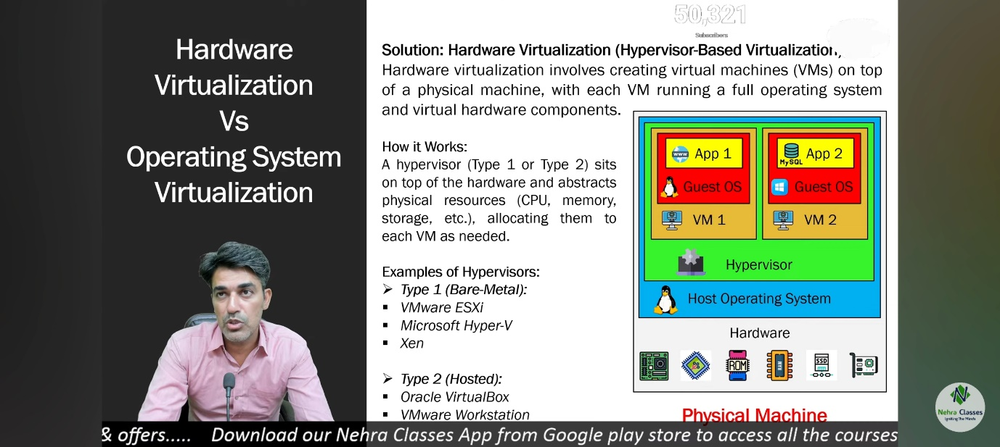 Hardware
Virtualization
Vs
Operating System
Virtualization
50,321
Subscribers
Solution: Hardware Virtualization (Hypervisor-Based Virtualization)
Hardware virtualization involves creating virtual machines (VMs) on top
of a physical machine, with each VM running a full operating system
and virtual hardware components.
How it Works:
A hypervisor (Type 1 or Type 2) sits
on top of the hardware and abstracts
physical resources (CPU, memory,
storage, etc.), allocating them to
each VM as needed.
Examples of Hypervisors:
Type 1 (Bare-Metal):
VMware ESXi
Microsoft Hyper-V
Xen
Type 2 (Hosted):
Oracle VirtualBox
VMware Workstation
www App 1
MySQL App 2
Guest OS
Guest OS
VM 1
VM 2
Hypervisor
Host Operating System
Hardware
ROM
RAM
SSD
Physical Machine
N
Nehra Classes
Igniting The Minds
& offers..... Download our Nehra Classes App from Google play store to access all the courses